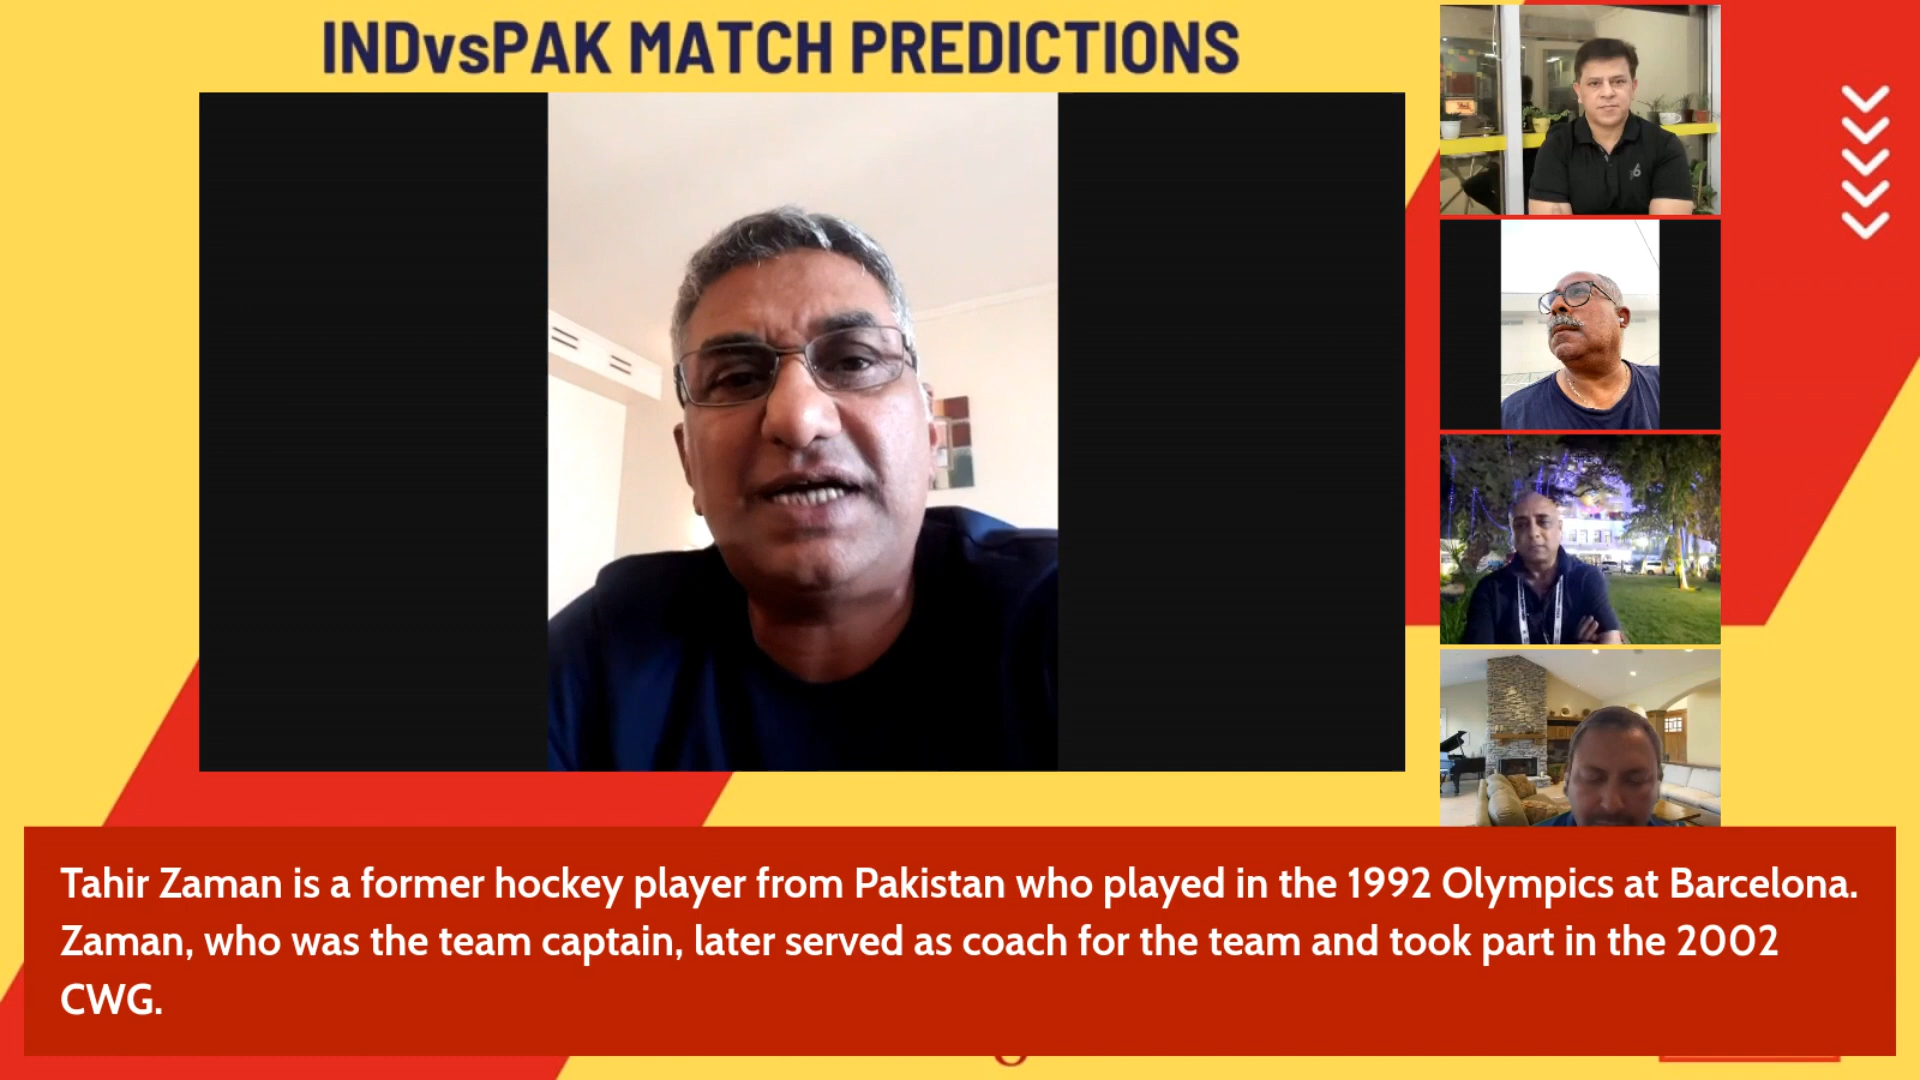 INDvsPAK MATCH PREDICTIONS
Tahir Zaman is a former hockey player from Pakistan who played in the 1992 Olympics at Barcelona.
Zaman, who was the team captain, later served as coach for the team and took part in the 2002
CWG.